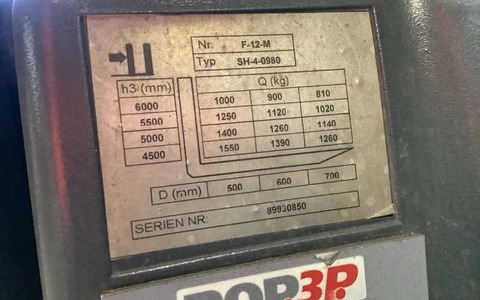 Nr. F-12-M
Typ SH-4-0980
h3 (mm) Q (kg)
6000 1000 900 810
5500 1250 1120 1020
5000 1400 1260 1140
4500 1550 1390 1260
D (mm) 500 600 700
SERIEN NR: 89930850